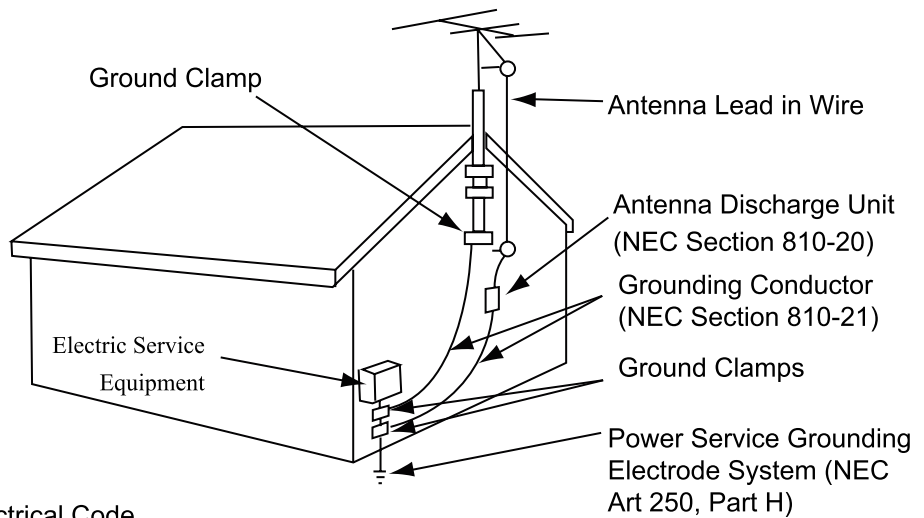 Ground Clamp
Antenna Lead in Wire
Antenna Discharge Unit
(NEC Section 810-20)
Grounding Conductor
(NEC Section 810-21)
Electric Service
Equipment
Ground Clamps
Power Service Grounding
Electrode System (NEC
Art 250, Part H)
Code